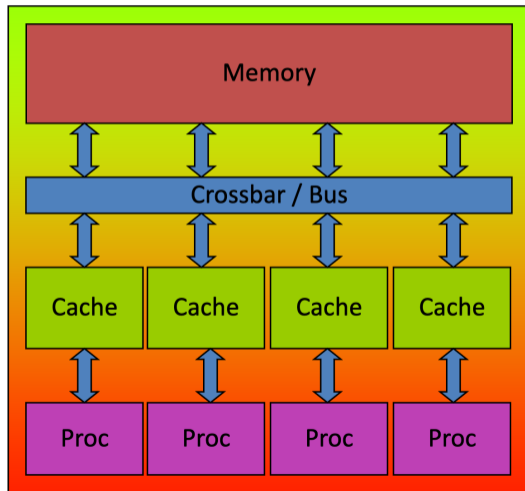 Memory
Crossbar / Bus
Cache Cache Cache Cache
Proc Proc Proc Proc